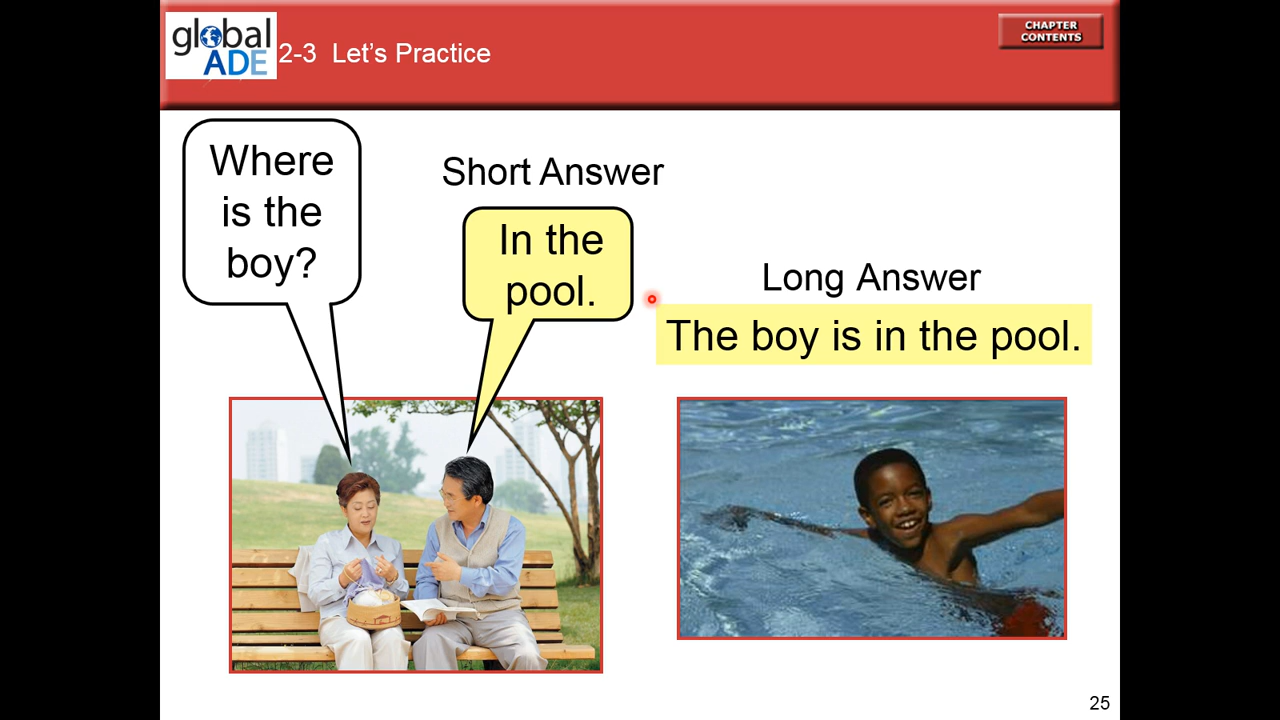 global
ADE
2-3 Let's Practice
CHAPTER
CONTENTS
Where
is the
boy?
Short Answer
In the
pool.
Long Answer
The boy is in the pool.
25